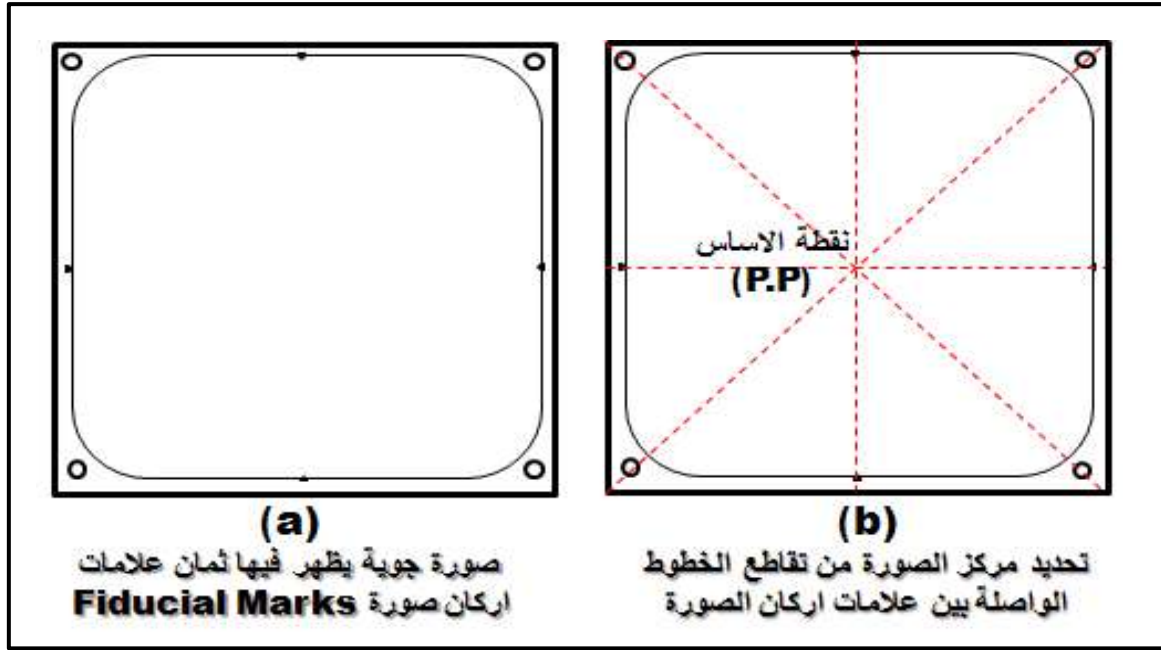 نقطة الاساس
(P.P)
(a)
صورة جوية يظهر فيها ثمان علامات
اركان صورة Fiducial Marks
(b)
تحديد مركز الصورة من تقاطع الخطوط
الواصلة بين علامات اركان الصورة